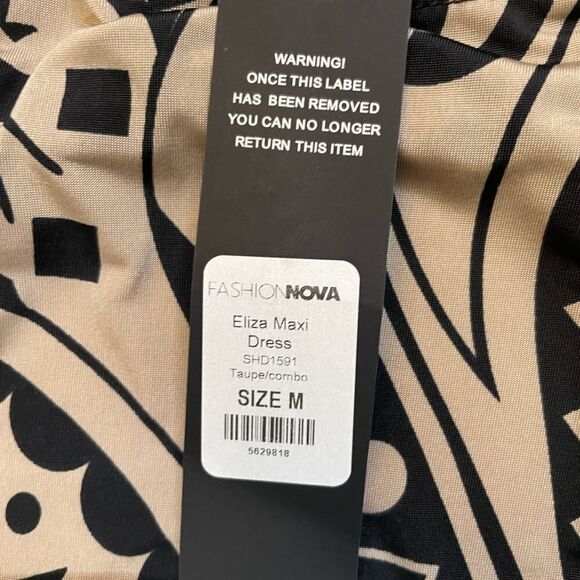 WARNING!
ONCE THIS LABEL
HAS BEEN REMOVED
YOU CAN NO LONGER
RETURN THIS ITEM
FASHIONNOVA
Eliza Maxi
Dress
SHD1591
Taupe/combo
SIZE M
5629818